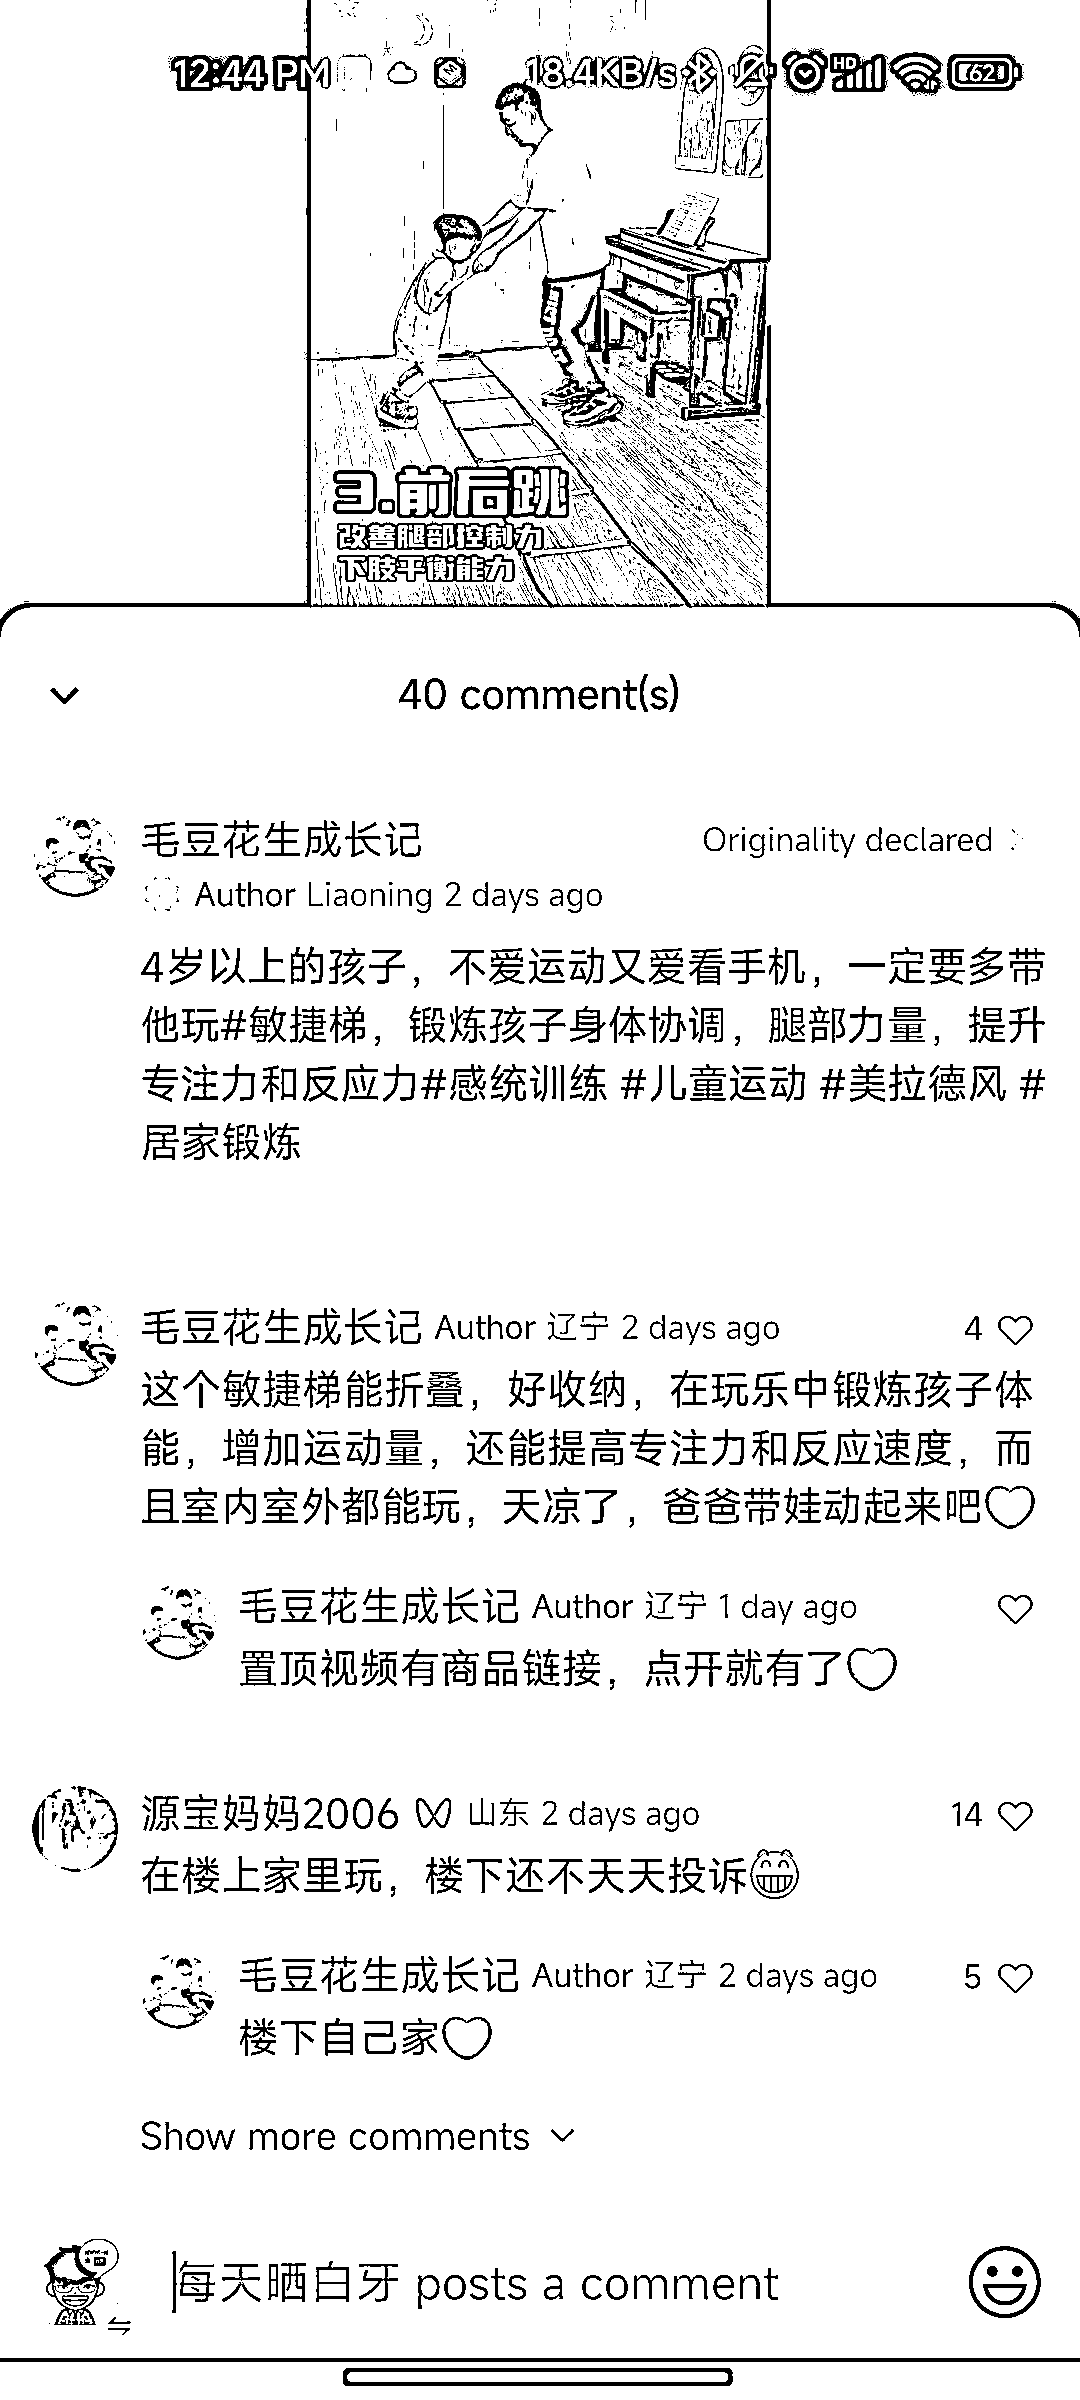 12:44 PM 18.4KB/s HD 62
3.前后跳
改善腿部控制力
下肢平衡能力
40 comment(s)
毛豆花生成长记 Originality declared
Author Liaoning 2 days ago
4岁以上的孩子，不爱运动又爱看手机，一定要多带
他玩#敏捷梯，锻炼孩子身体协调，腿部力量，提升
专注力和反应力#感统训练 #儿童运动 #美拉德风 #
居家锻炼
毛豆花生成长记 Author 辽宁 2 days ago 4
这个敏捷梯能折叠，好收纳，在玩乐中锻炼孩子体
能，增加运动量，还能提高专注力和反应速度，而
且室内室外都能玩，天凉了，爸爸带娃动起来吧
毛豆花生成长记 Author 辽宁 1 day ago
置顶视频有商品链接，点开就有了
源宝妈妈2006 山东 2 days ago 14
在楼上家里玩，楼下还不天天投诉
毛豆花生成长记 Author 辽宁 2 days ago 5
楼下自己家
Show more comments
每天晒白牙 posts a comment